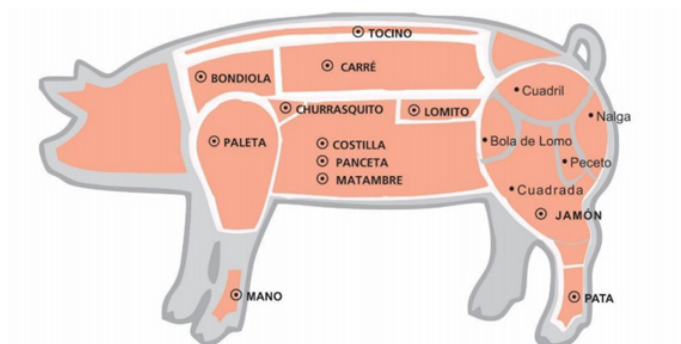 TOCINO
CARRÉ
BONDIOLA
Cuadril
CHURRASQUITO
LOMITO
Nalga
PALETA
COSTILLA
Bola de Lomo
PANCETA
Peceto
MATAMBRE
Cuadrada
JAMÓN
MANO
PATA